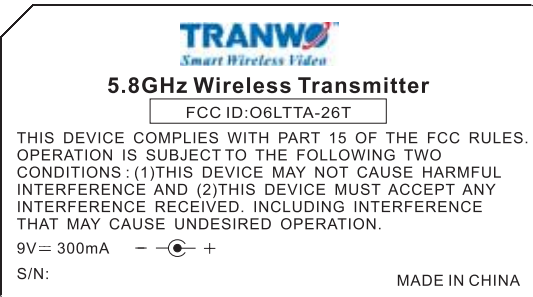 TRANWO
Smart Wireless Video
5.8GHz Wireless Transmitter
FCC ID:O6LTTA-26T
THIS DEVICE COMPLIES WITH PART 15 OF THE FCC RULES.
OPERATION IS SUBJECT TO THE FOLLOWING TWO
CONDITIONS : (1)THIS DEVICE MAY NOT CAUSE HARMFUL
INTERFERENCE AND (2)THIS DEVICE MUST ACCEPT ANY
INTERFERENCE RECEIVED. INCLUDING INTERFERENCE
THAT MAY CAUSE UNDESIRED OPERATION.
9V⎓ 300mA − +
S/N:
MADE IN CHINA